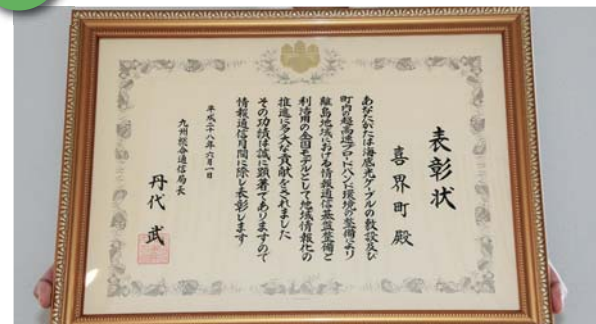 表彰状
喜界町 殿
あなたがたは海底光ケーブルの敷設及び
町内の超高速ブロードバンド環境の整備により
離島地域における情報通信基盤整備と
利活用の全国モデルとして地域情報化の
推進に多大な貢献をされました
その功績は誠に顕著でありますので
情報通信月間に際し表彰します
平成二十八年六月一日
九州総合通信局長
丹代 武